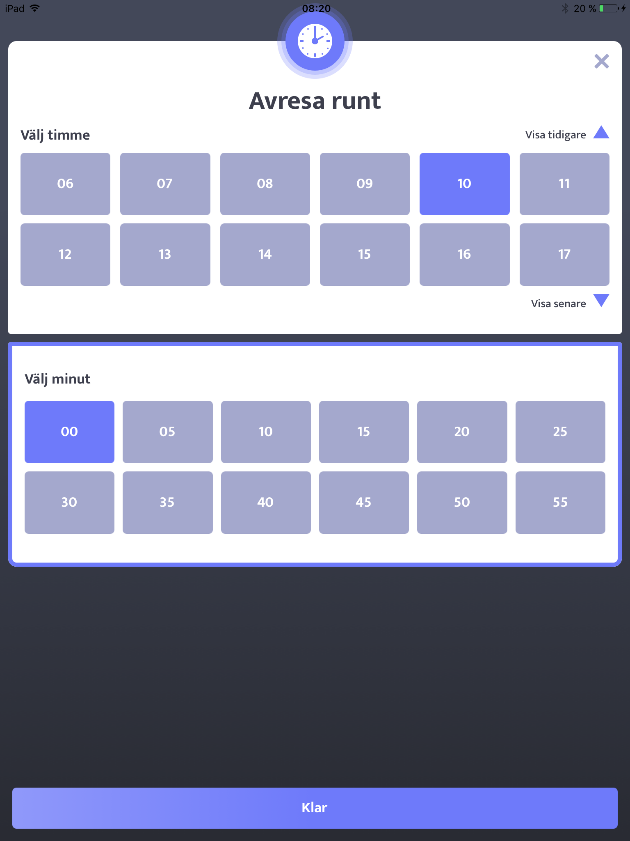 iPad 08:20 20 %
Avresa runt
Välj timme Visa tidigare
06 07 08 09 10 11
12 13 14 15 16 17
Visa senare
Välj minut
00 05 10 15 20 25
30 35 40 45 50 55
Klar